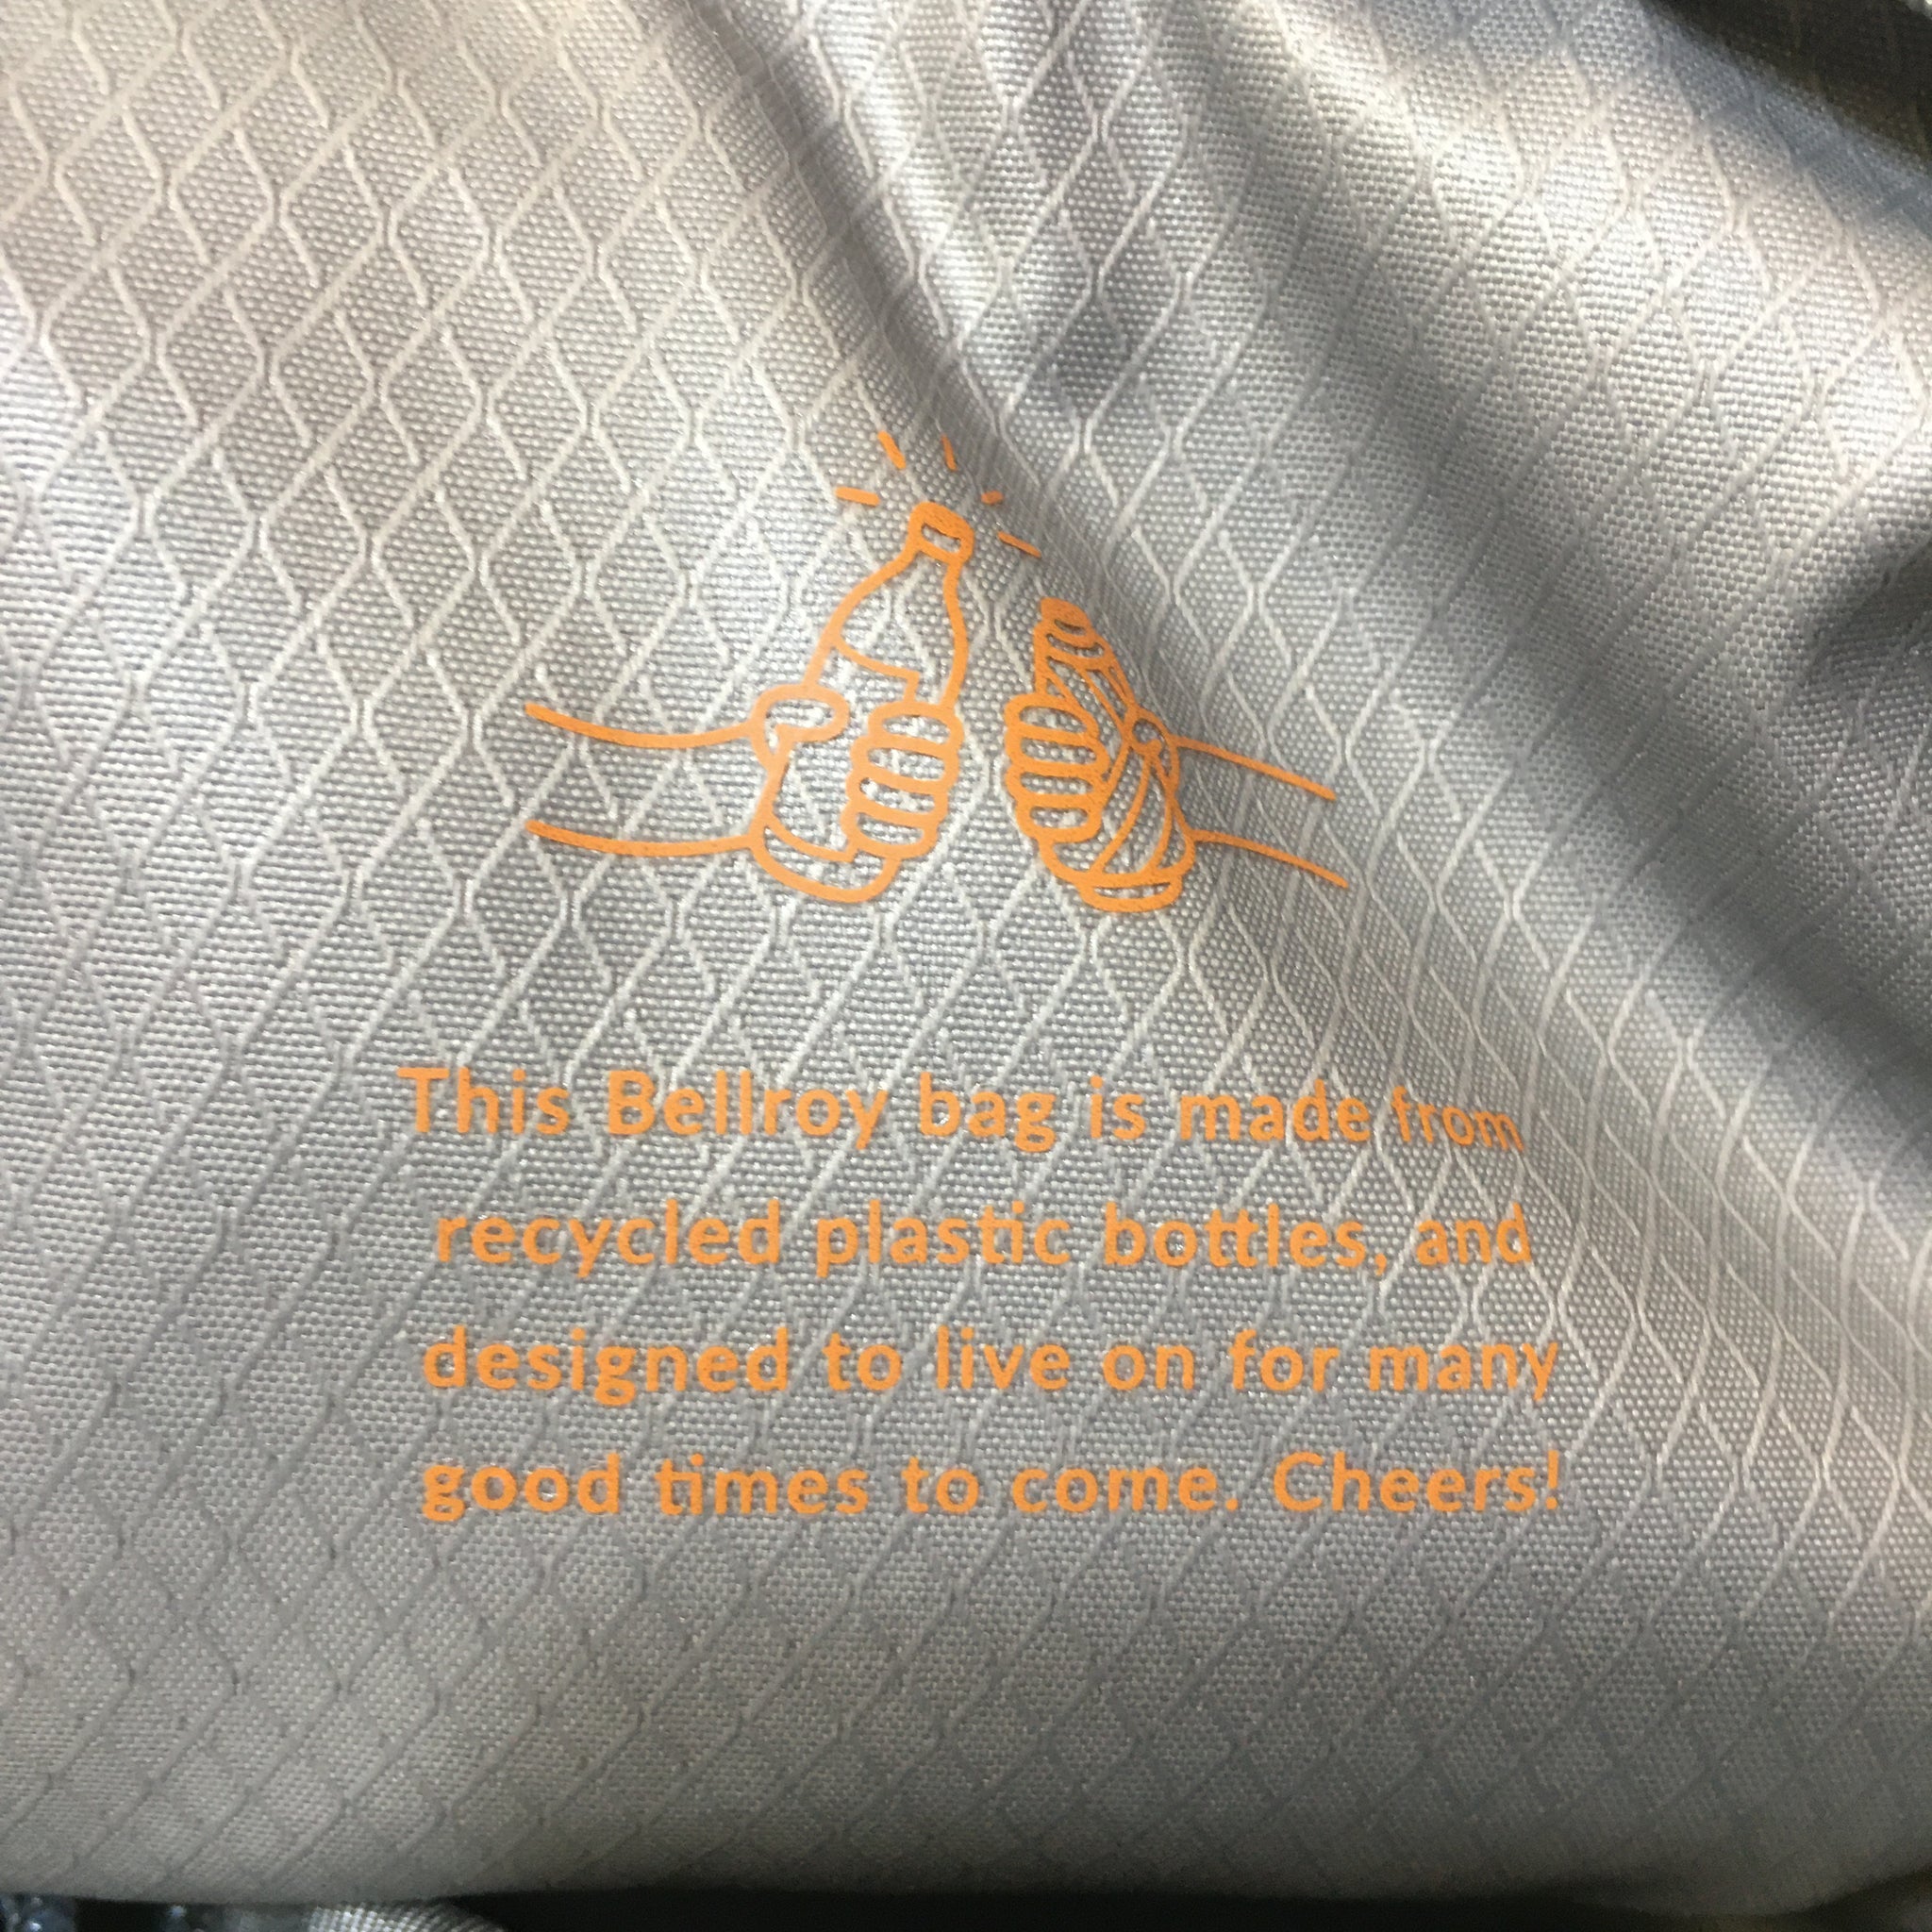 This Bellroy bag is made from
recycled plastic bottles, and
designed to live on for many
good times to come. Cheers!